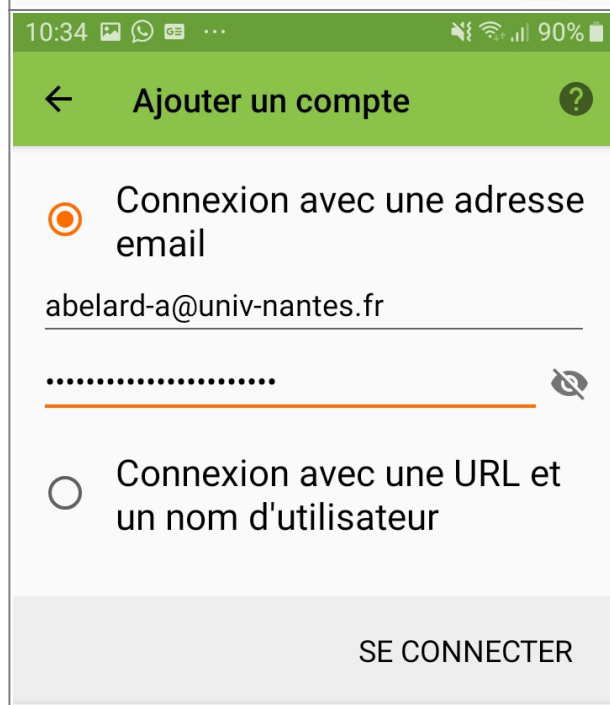 10:34 ... 90%
Ajouter un compte
Connexion avec une adresse
email
abelard-a@univ-nantes.fr
•••••••••••••••••••••••
Connexion avec une URL et
un nom d'utilisateur
SE CONNECTER